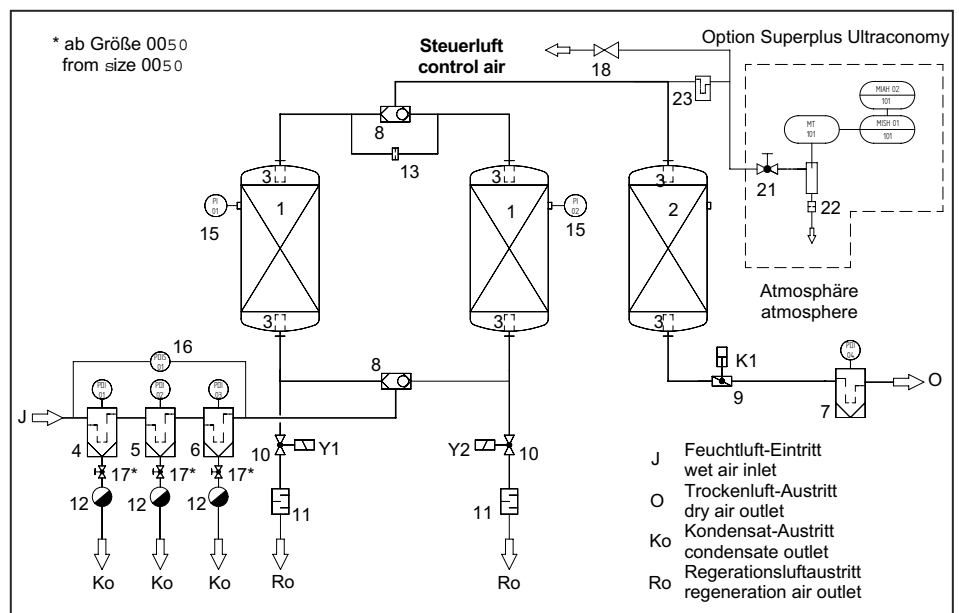 * ab Größe 0050
from size 0050
Steuerluft
control air
Option Superplus Ultraconomy
18
23
MIAH 02
101
MT
101
MISH 01
101
8
13
21
22
3
3
3
1
1
2
PI
01
15
PI
02
15
Atmosphäre
atmosphere
3
3
3
16
PDIS
01
8
K1
PDI
04
9
7
O
J
PDI
01
PDI
02
PDI
03
4
5
6
10
Y1
Y2
10
17*
17*
17*
12
12
12
11
11
Ko
Ko
Ko
Ro
Ro
J
Feuchtluft-Eintritt
wet air inlet
O
Trockenluft-Austritt
dry air outlet
Ko
Kondensat-Austritt
condensate outlet
Ro
Regerationsluftaustritt
regeneration air outlet